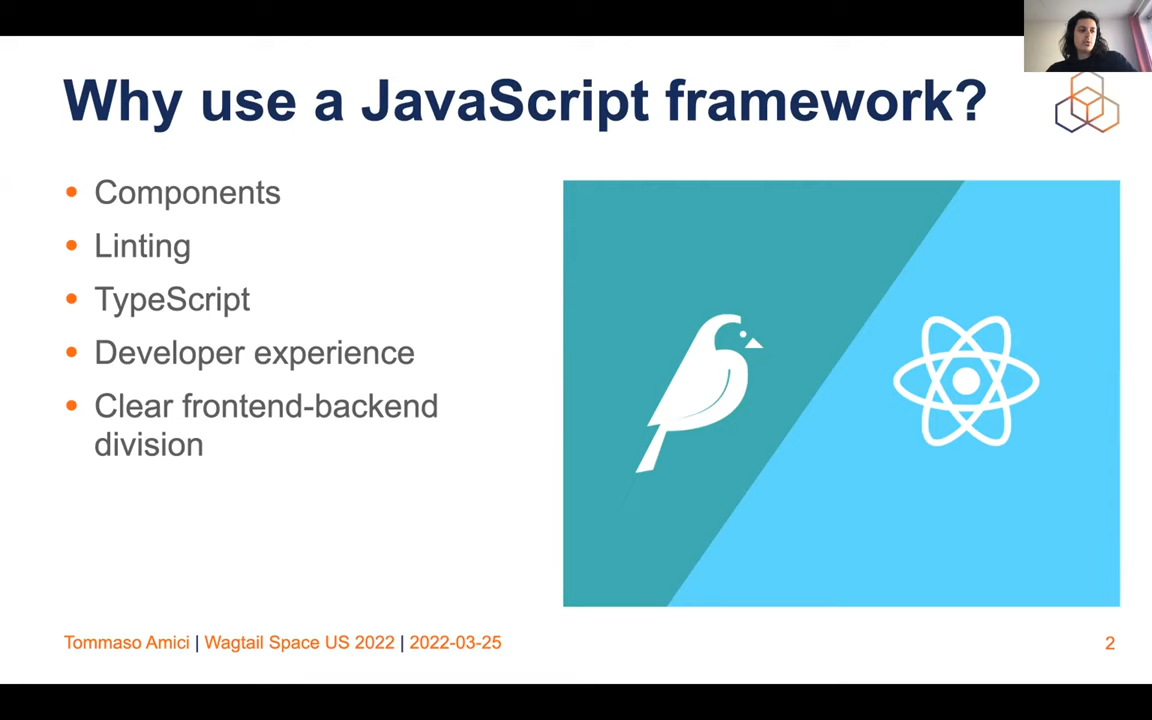 Why use a JavaScript framework?
• Components
• Linting
• TypeScript
• Developer experience
• Clear frontend-backend
division
Tommaso Amici | Wagtail Space US 2022 | 2022-03-25
2